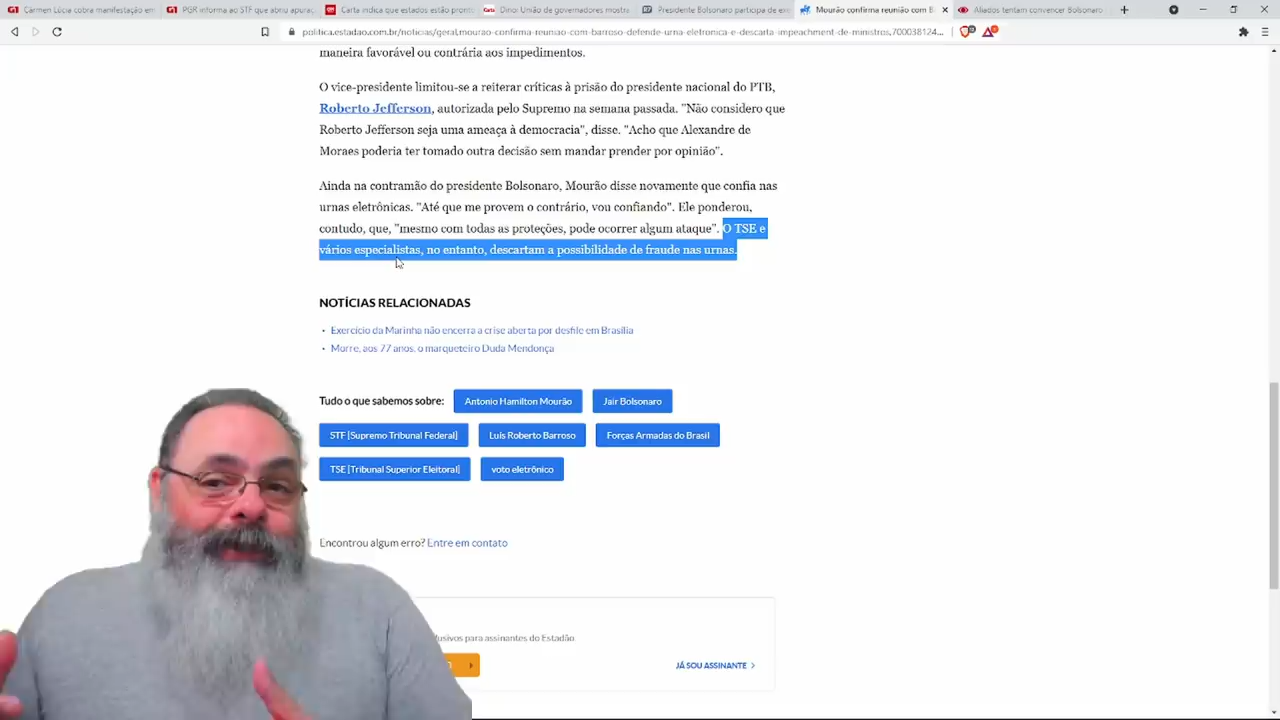 Cármen Lúcia cobra manifestação em
PGR informa ao STF que abriu apuraç
Carta indica que estados estão pront
Dino: União de governadores mostra
Presidente Bolsonaro participa de ex
Mourão confirma reunião com B
Aliados tentam convencer Bolsonaro
politica.estadao.com.br/noticias/geral,mourao-confirma-reuniao-com-barroso-defende-urna-eletronica-e-descarta-impeachment-de-ministros,700038124...
maneira favorável ou contrária aos impedimentos.
O vice-presidente limitou-se a reiterar críticas à prisão do presidente nacional do PTB,
Roberto Jefferson, autorizada pelo Supremo na semana passada. "Não considero que
Roberto Jefferson seja uma ameaça à democracia", disse. "Acho que Alexandre de
Moraes poderia ter tomado outra decisão sem mandar prender por opinião".
Ainda na contramão do presidente Bolsonaro, Mourão disse novamente que confia nas
urnas eletrônicas. "Até que me provem o contrário, vou confiando". Ele ponderou,
contudo, que, "mesmo com todas as proteções, pode ocorrer algum ataque". O TSE e
vários especialistas, no entanto, descartam a possibilidade de fraude nas urnas.
NOTÍCIAS RELACIONADAS
• Exercício da Marinha não encerra a crise aberta por desfile em Brasília
• Morre, aos 77 anos, o marqueteiro Duda Mendonça
Tudo o que sabemos sobre: Antonio Hamilton Mourão Jair Bolsonaro
STF [Supremo Tribunal Federal] Luís Roberto Barroso Forças Armadas do Brasil
TSE [Tribunal Superior Eleitoral] voto eletrônico
Encontrou algum erro? Entre em contato
clusivos para assinantes do Estadão
JÁ SOU ASSINANTE